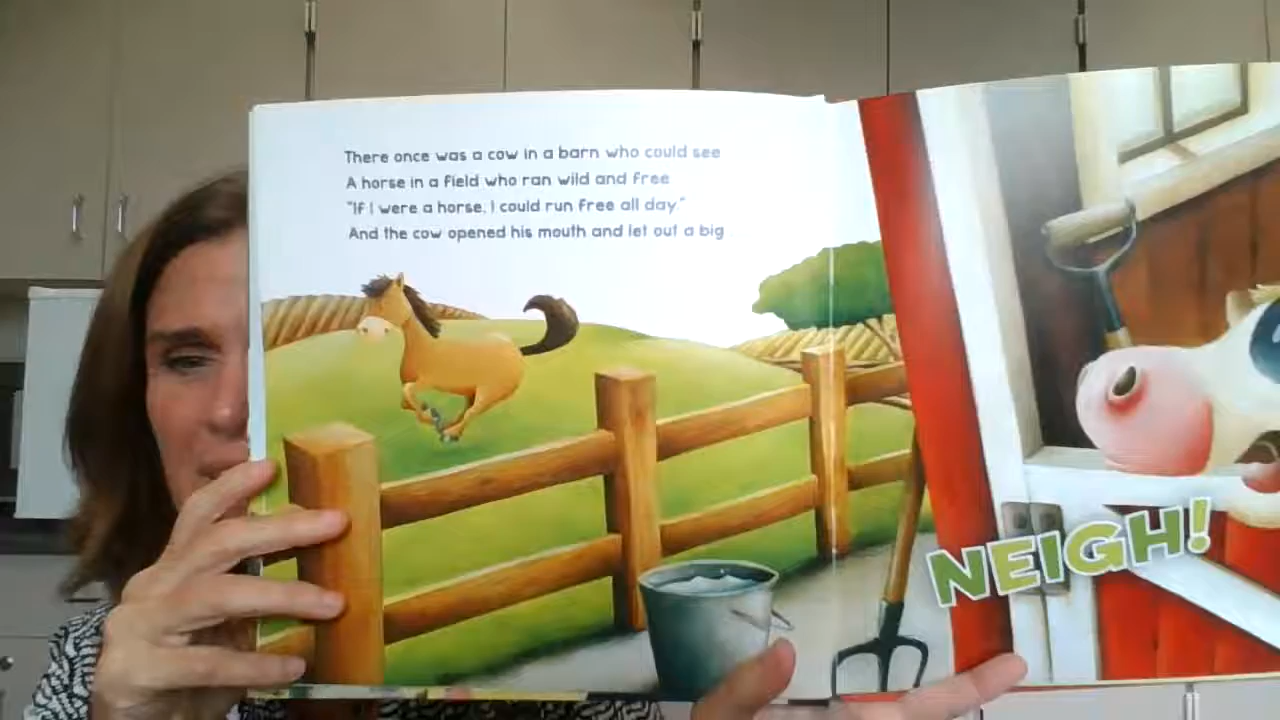 There once was a cow in a barn who could see
A horse in a field who ran wild and free
"If I were a horse, I could run free all day."
And the cow opened his mouth and let out a big
NEIGH!